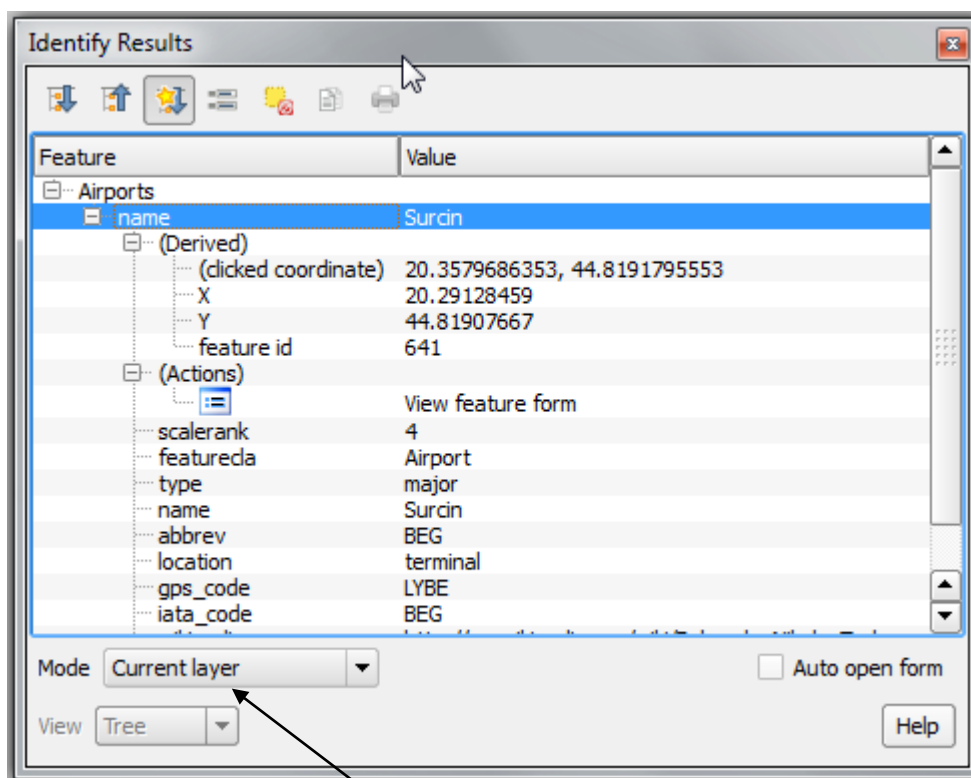 Identify Results
Feature Value
Airports
name Surcin
(Derived)
(clicked coordinate) 20.3579686353, 44.8191795553
X 20.29128459
Y 44.81907667
feature id 641
(Actions)
View feature form
scalerank 4
featurecla Airport
type major
name Surcin
abbrev BEG
location terminal
gps_code LYBE
iata_code BEG
Mode Current layer Auto open form
View Tree Help